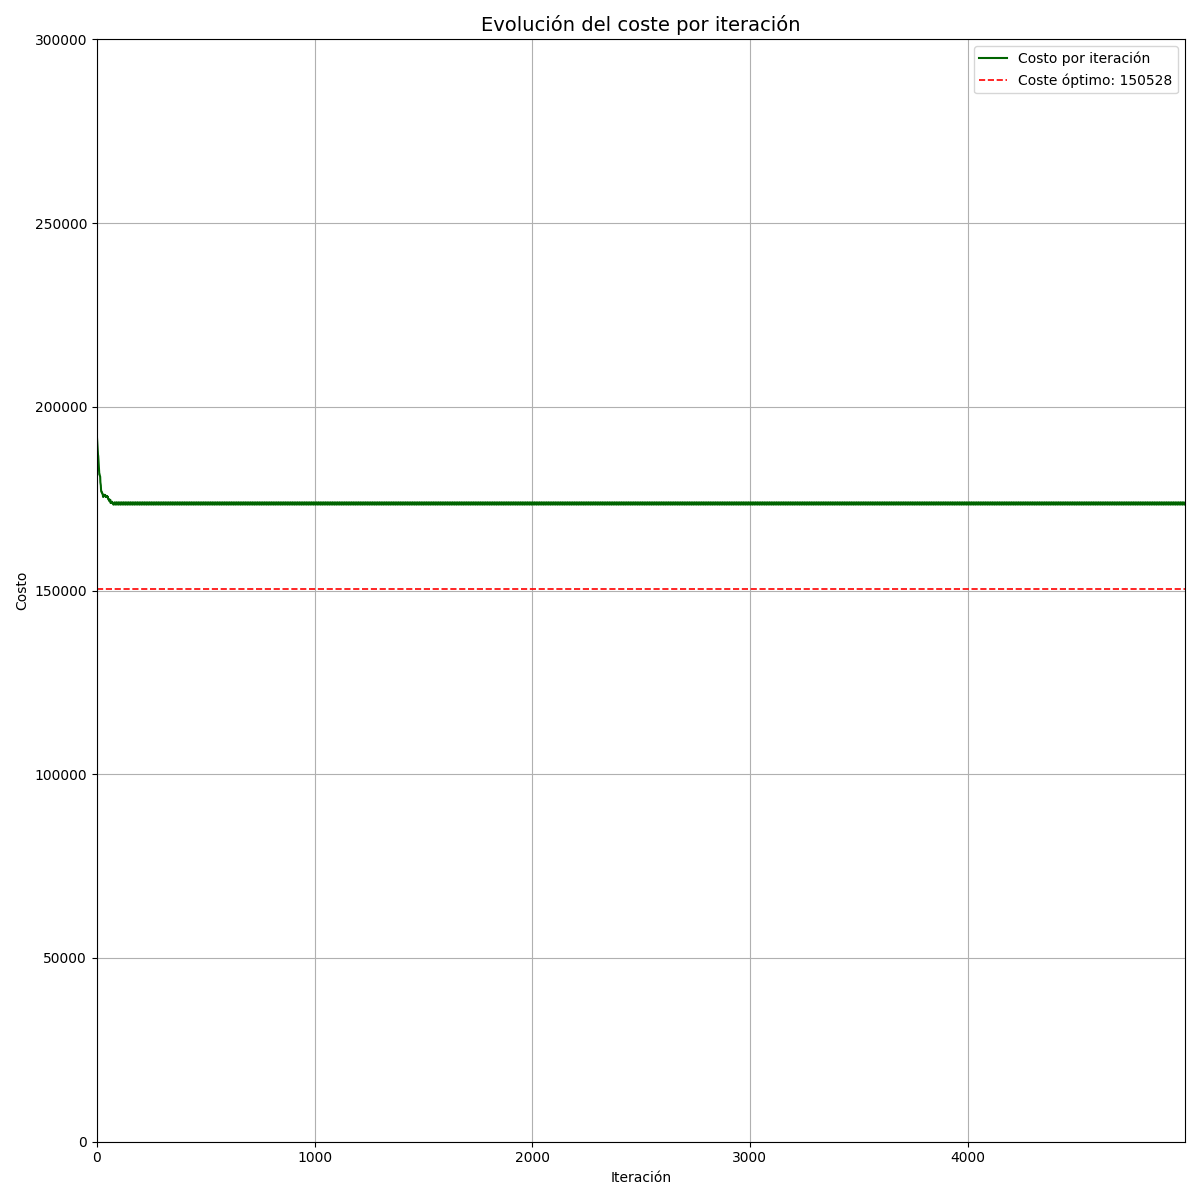 Evolución del coste por iteración
Costo por iteración
Coste óptimo: 150528
300000
250000
200000
150000
100000
50000
0
Costo
0 1000 2000 3000 4000
Iteración